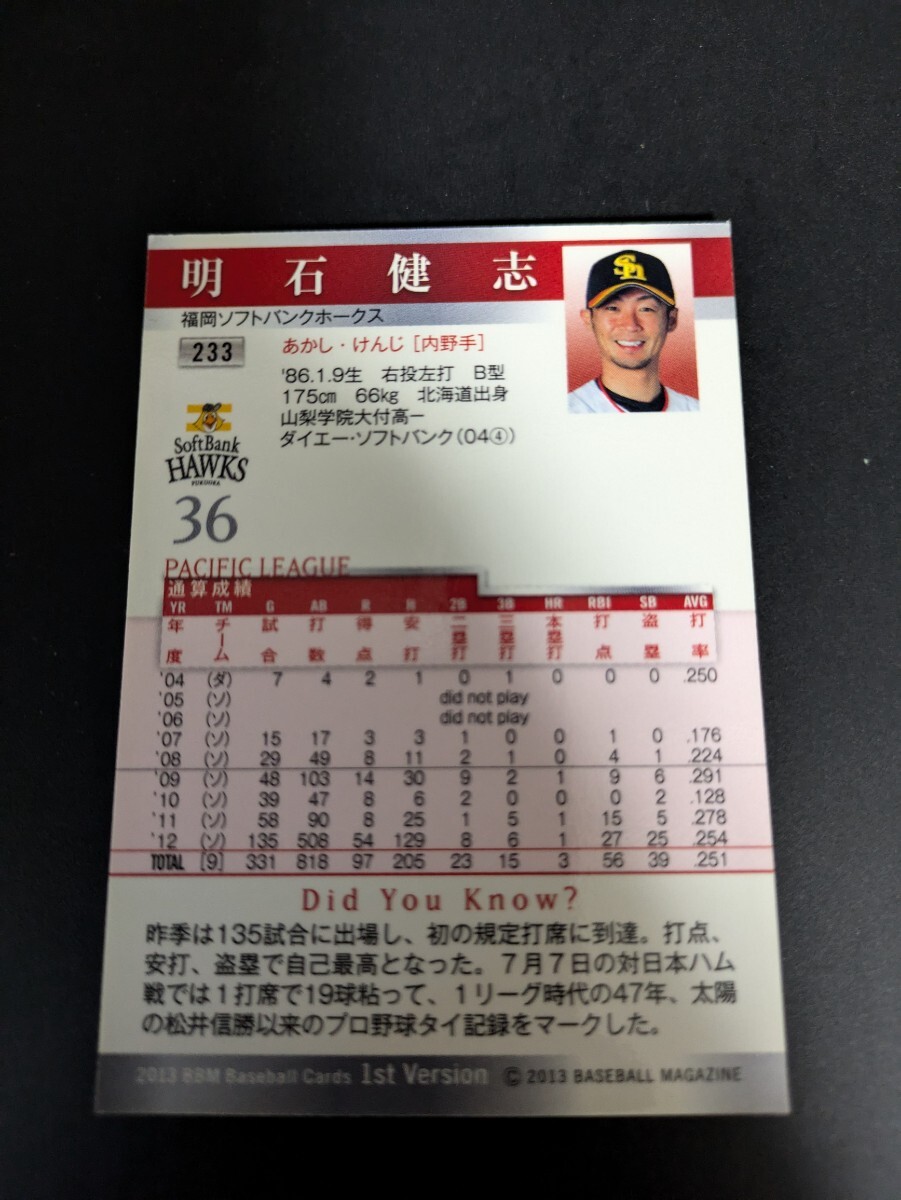 明石健志
福岡ソフトバンクホークス
233
あかし・けんじ[内野手]
'86.1.9生 右投左打 B型
175cm 66kg 北海道出身
山梨学院大付高ー
ダイエー・ソフトバンク(04④)
SoftBank
HAWKS
FUKUOKA
36
PACIFIC LEAGUE
通算成績
YR TM G AB R H 2B 3B HR RBI SB AVG
年度 チーム 試合 打数 得点 安打 二塁打 三塁打 本塁打 打点 盗塁 打率
'04 (ダ) 7 4 2 1 0 1 0 0 0 .250
'05 (ソ) did not play
'06 (ソ) did not play
'07 (ソ) 15 17 3 3 1 0 0 1 0 .176
'08 (ソ) 29 49 8 11 2 1 0 4 1 .224
'09 (ソ) 48 103 14 30 9 2 1 9 6 .291
'10 (ソ) 39 47 8 6 2 0 0 0 2 .128
'11 (ソ) 58 90 8 25 1 5 1 15 5 .278
'12 (ソ) 135 508 54 129 8 6 1 27 25 .254
TOTAL [9] 331 818 97 205 23 15 3 56 39 .251
Did You Know?
昨季は135試合に出場し、初の規定打席に到達。打点、
安打、盗塁で自己最高となった。7月7日の対日本ハム
戦では1打席で19球粘って、1リーグ時代の47年、太陽
の松井信勝以来のプロ野球タイ記録をマークした。
2013 BBM Baseball Cards 1st Version © 2013 BASEBALL MAGAZINE